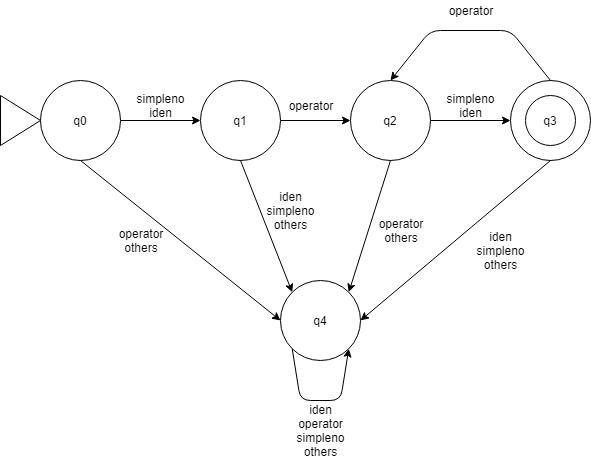 operator
simpleno
iden
operator
simpleno
iden
q0
q1
q2
q3
iden
simpleno
others
operator
others
operator
others
iden
simpleno
others
q4
iden
operator
simpleno
others